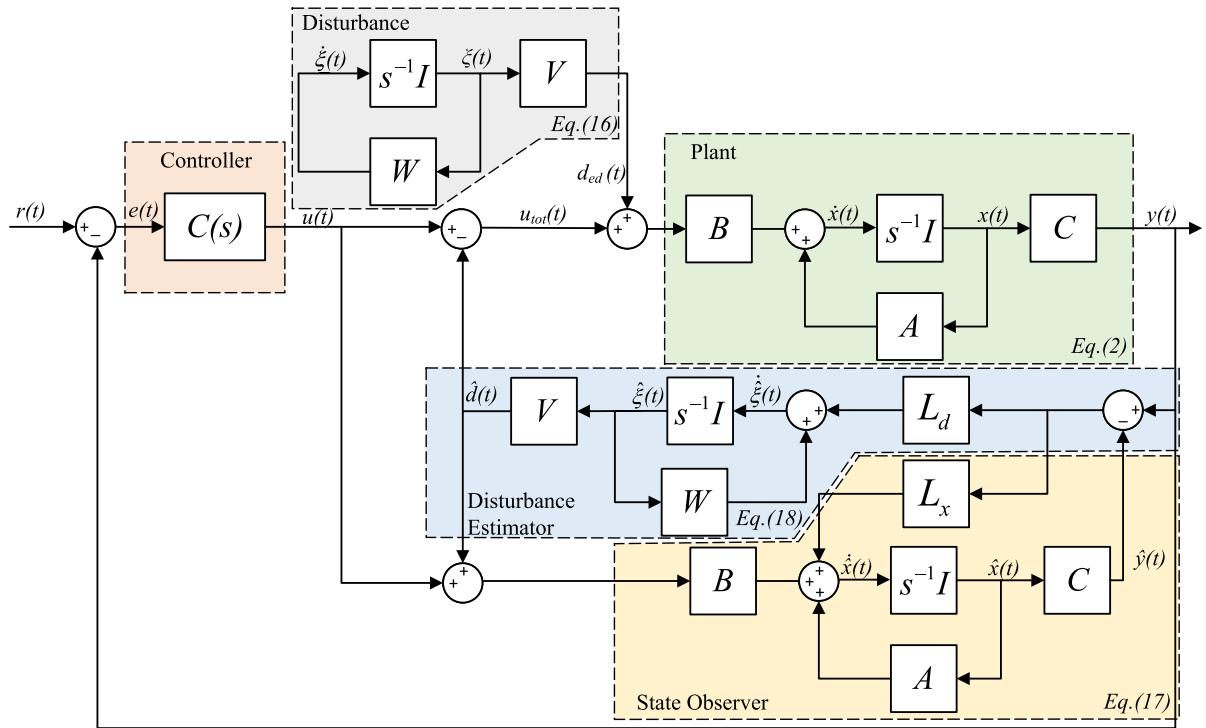 Disturbance
ξ̇(t)
s⁻¹I
ξ(t)
V
W
Eq.(16)
d_ed(t)
Controller
r(t)
+
−
e(t)
C(s)
u(t)
+
−
u_tot(t)
+
+
Plant
B
+
+
ẋ(t)
s⁻¹I
x(t)
C
y(t)
A
Eq.(2)
d̂(t)
V
ξ̂(t)
s⁻¹I
ξ̂̇(t)
+
+
L_d
+
−
W
Eq.(18)
Disturbance
Estimator
L_x
+
+
B
+
+
+
x̂̇(t)
s⁻¹I
x̂(t)
C
ŷ(t)
A
State Observer
Eq.(17)